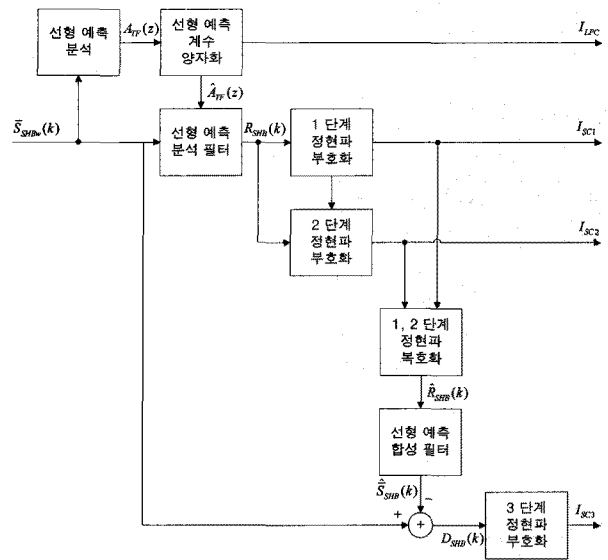 선형 예측
분석
A_TF(z)
선형 예측
계수
양자화
I_LPC
Â_TF(z)
S̄_SHBw(k)
선형 예측
분석 필터
R_SHB(k)
1 단계
정현파
부호화
I_SC1
2 단계
정현파
부호화
I_SC2
1, 2 단계
정현파
복호화
R̂_SHB(k)
선형 예측
합성 필터
Ŝ̄_SHB(k)
−
+
+
D_SHB(k)
3 단계
정현파
부호화
I_SC3